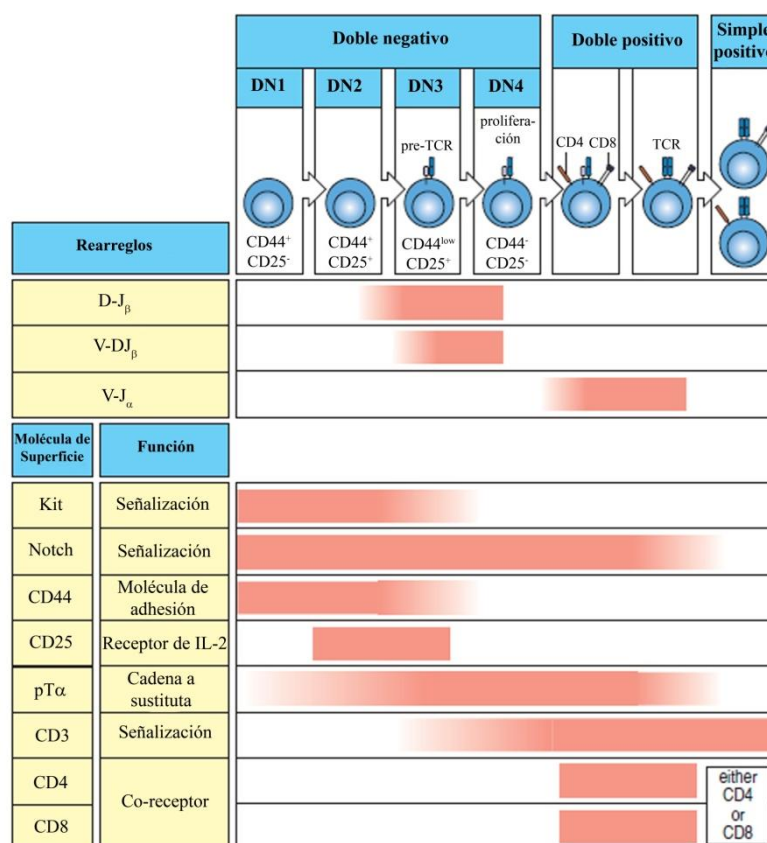 Doble negativo
Doble positivo
Simple
positivo
DN1
DN2
DN3
DN4
pre-TCR
prolifera-
ción
CD4
CD8
TCR
CD44+
CD25-
CD44+
CD25+
CD44low
CD25+
CD44-
CD25-
Rearreglos
D-Jβ
V-DJβ
V-Jα
Molécula de
Superficie
Función
Kit
Señalización
Notch
Señalización
CD44
Molécula de
adhesión
CD25
Receptor de IL-2
pTα
Cadena a
sustituta
CD3
Señalización
CD4
CD8
Co-receptor
either
CD4
or
CD8